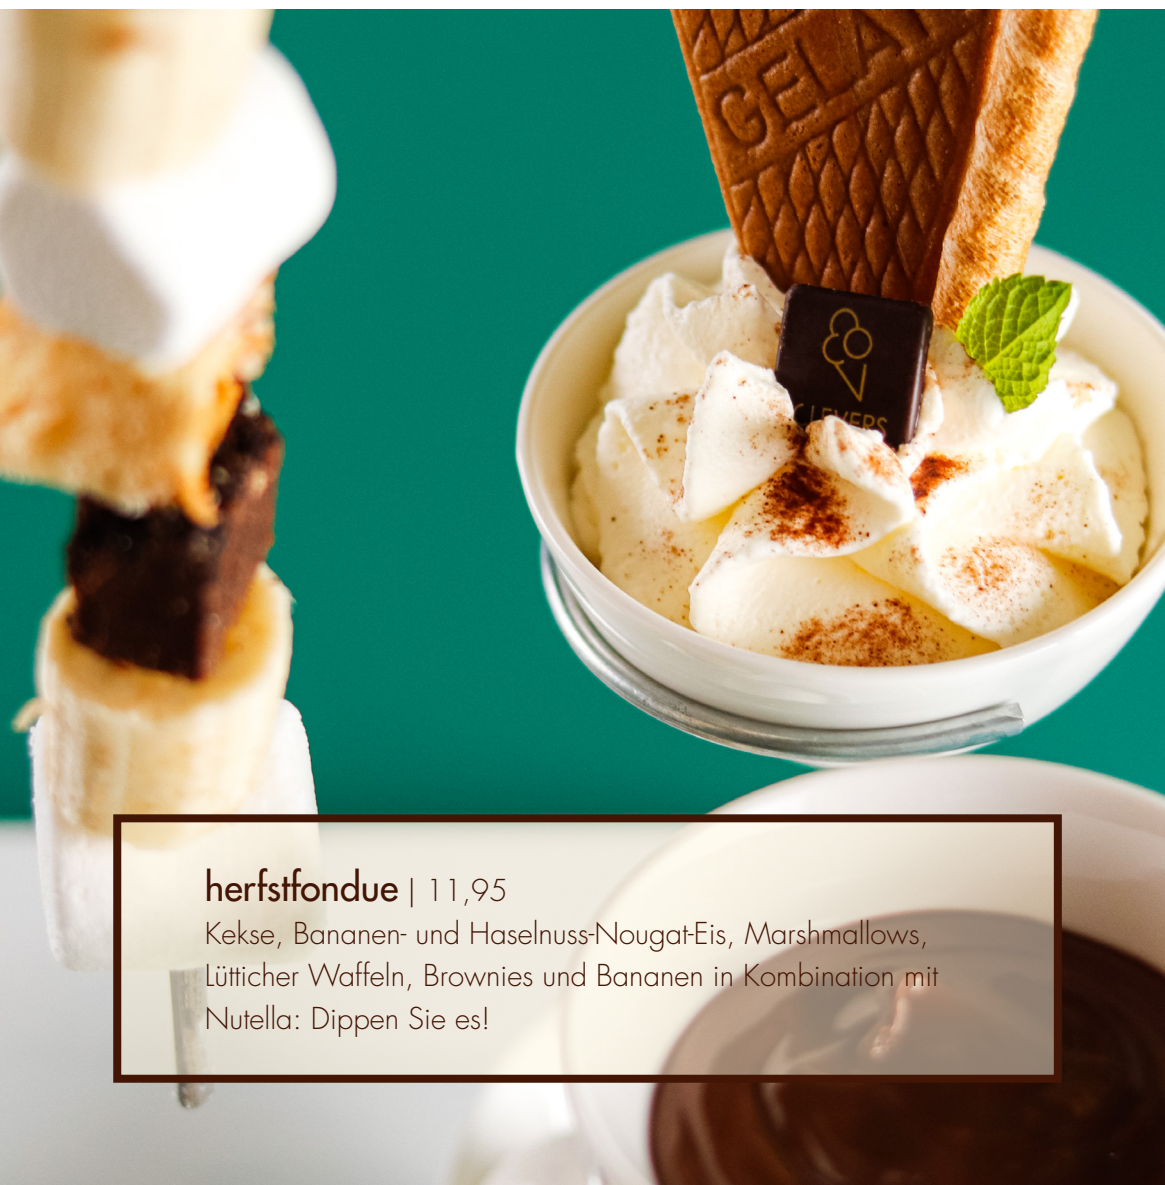 GELAT
CLEVERS
herfstfondue | 11,95
Kekse, Bananen- und Haselnuss-Nougat-Eis, Marshmallows,
Lütticher Waffeln, Brownies und Bananen in Kombination mit
Nutella: Dippen Sie es!